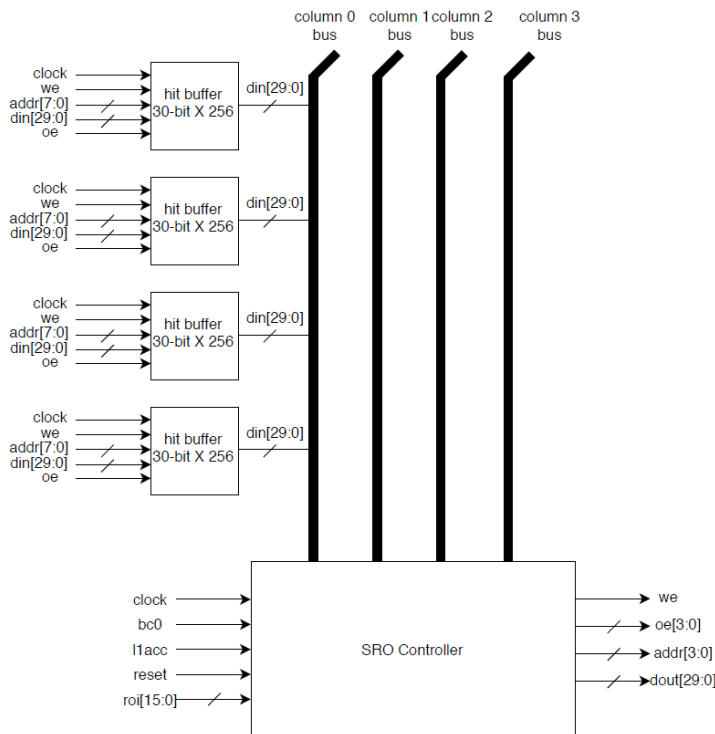 column 0
bus
column 1
bus
column 2
bus
column 3
bus
clock
we
addr[7:0]
din[29:0]
oe
hit buffer
30-bit X 256
din[29:0]
clock
we
addr[7:0]
din[29:0]
oe
hit buffer
30-bit X 256
din[29:0]
clock
we
addr[7:0]
din[29:0]
oe
hit buffer
30-bit X 256
din[29:0]
clock
we
addr[7:0]
din[29:0]
oe
hit buffer
30-bit X 256
din[29:0]
clock
bc0
l1acc
reset
roi[15:0]
SRO Controller
we
oe[3:0]
addr[3:0]
dout[29:0]